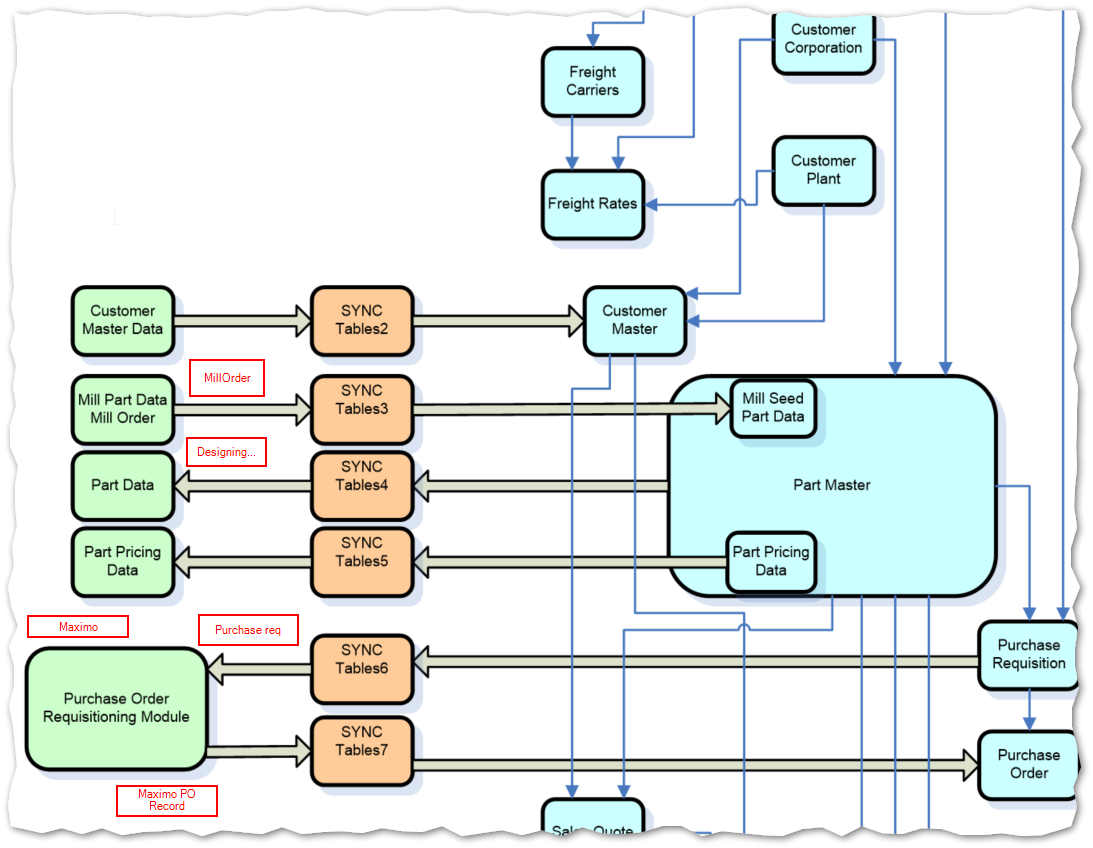 Customer
Corporation
Freight
Carriers
Customer
Plant
Freight Rates
Customer
Master Data
SYNC
Tables2
Customer
Master
MillOrder
Mill Part Data
Mill Order
SYNC
Tables3
Mill Seed
Part Data
Designing...
Part Data
SYNC
Tables4
Part Master
Part Pricing
Data
SYNC
Tables5
Part Pricing
Data
Maximo
Purchase req
SYNC
Tables6
Purchase
Requisition
Purchase Order
Requisitioning Module
SYNC
Tables7
Purchase
Order
Maximo PO
Record
Sales Quote